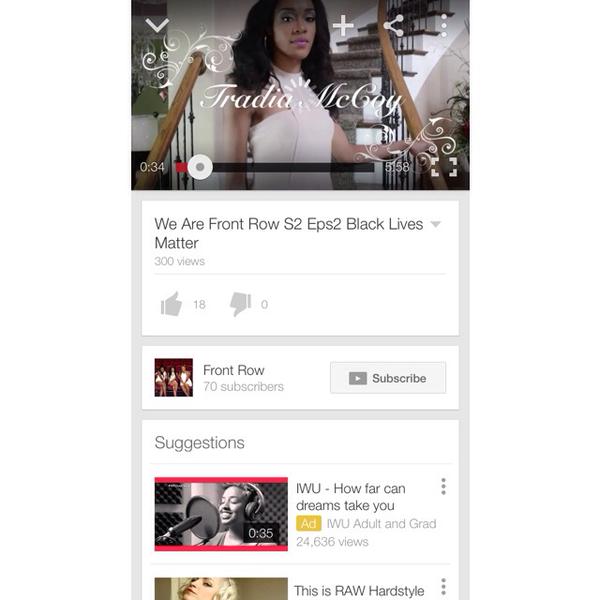 Tradia McCoy
0:34
5:58
We Are Front Row S2 Eps2 Black Lives
Matter
300 views
18
0
Front Row
70 subscribers
Subscribe
Suggestions
IWU - How far can
dreams take you
Ad IWU Adult and Grad
24,636 views
0:35
This is RAW Hardstyle